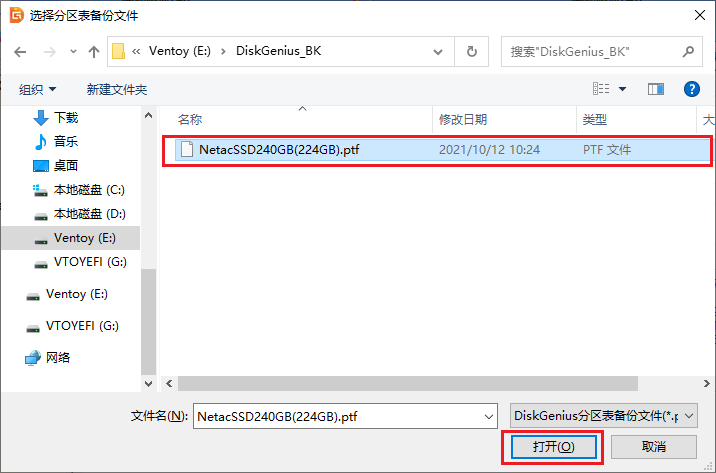 选择分区表备份文件
« Ventoy (E:) › DiskGenius_BK
搜索"DiskGenius_BK"
组织 新建文件夹
名称 修改日期 类型 大
NetacSSD240GB(224GB).ptf 2021/10/12 10:24 PTF 文件
下载
音乐
桌面
本地磁盘 (C:)
本地磁盘 (D:)
Ventoy (E:)
VTOYEFI (G:)
Ventoy (E:)
VTOYEFI (G:)
网络
文件名(N): NetacSSD240GB(224GB).ptf DiskGenius分区表备份文件(*.p
打开(O) 取消